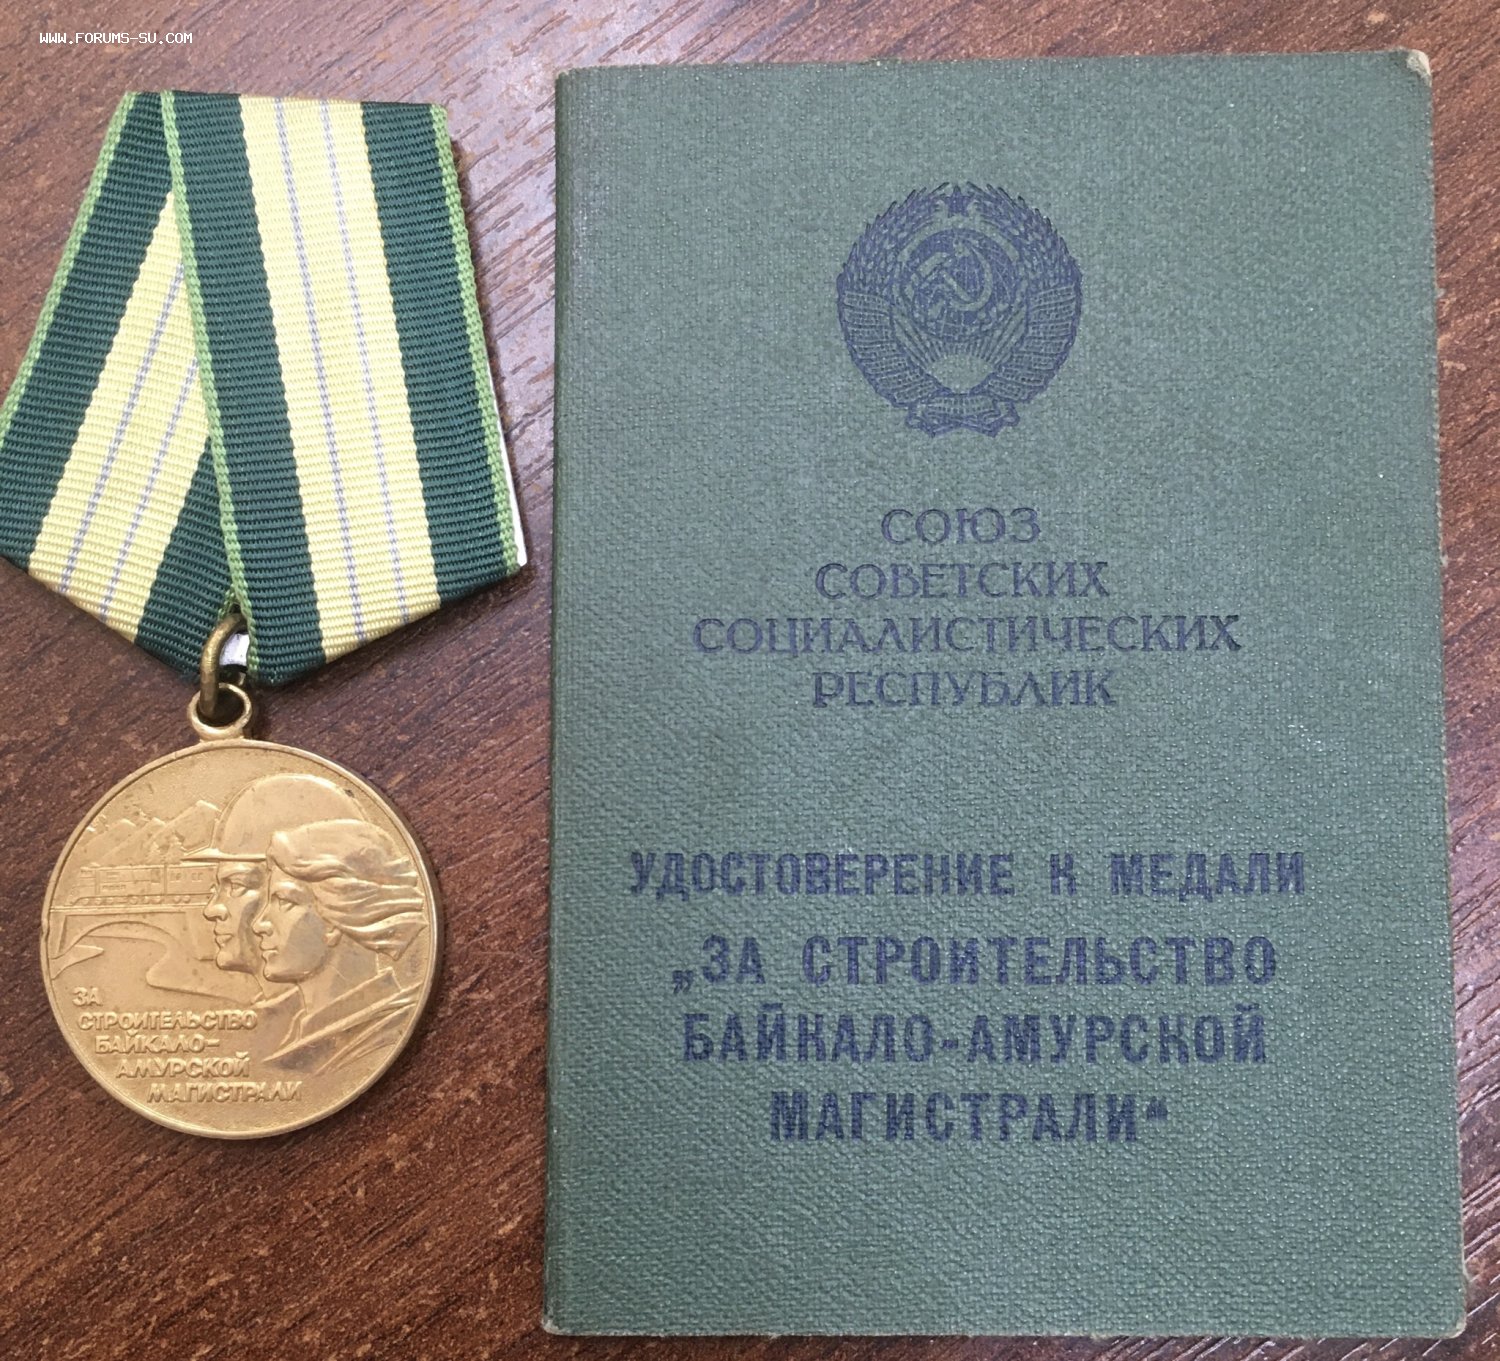 WWW.FORUMS-SU.COM
ЗА
СТРОИТЕЛЬСТВО
БАЙКАЛО-
АМУРСКОЙ
МАГИСТРАЛИ
СОЮЗ
СОВЕТСКИХ
СОЦИАЛИСТИЧЕСКИХ
РЕСПУБЛИК
УДОСТОВЕРЕНИЕ К МЕДАЛИ
„ЗА СТРОИТЕЛЬСТВО
БАЙКАЛО-АМУРСКОЙ
МАГИСТРАЛИ“